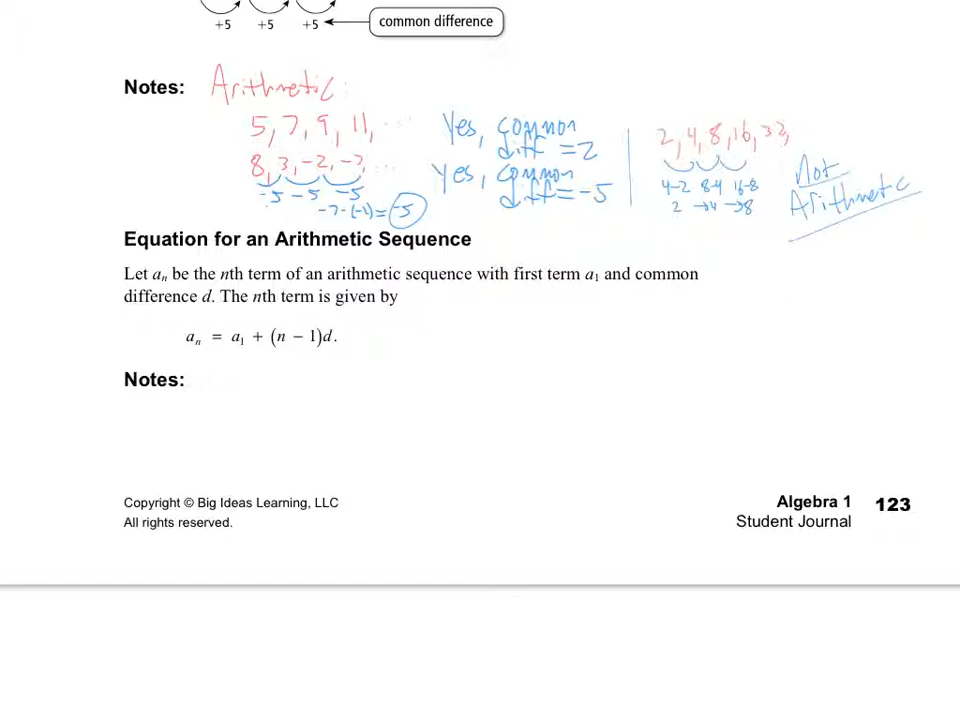 +5 +5 +5 common difference
Notes: Arithmetic:
5, 7, 9, 11, ... Yes, common diff = 2
8, 3, -2, -7, ... Yes, common diff = -5
-5 -5 -5
-7-(-2)= -5
2, 4, 8, 16, 32,
4-2 8-4 16-8
2 → 4 → 8
Not
Arithmetic
Equation for an Arithmetic Sequence
Let aₙ be the nth term of an arithmetic sequence with first term a₁ and common
difference d. The nth term is given by
aₙ = a₁ + (n − 1)d.
Notes:
Copyright © Big Ideas Learning, LLC
All rights reserved.
Algebra 1 123
Student Journal